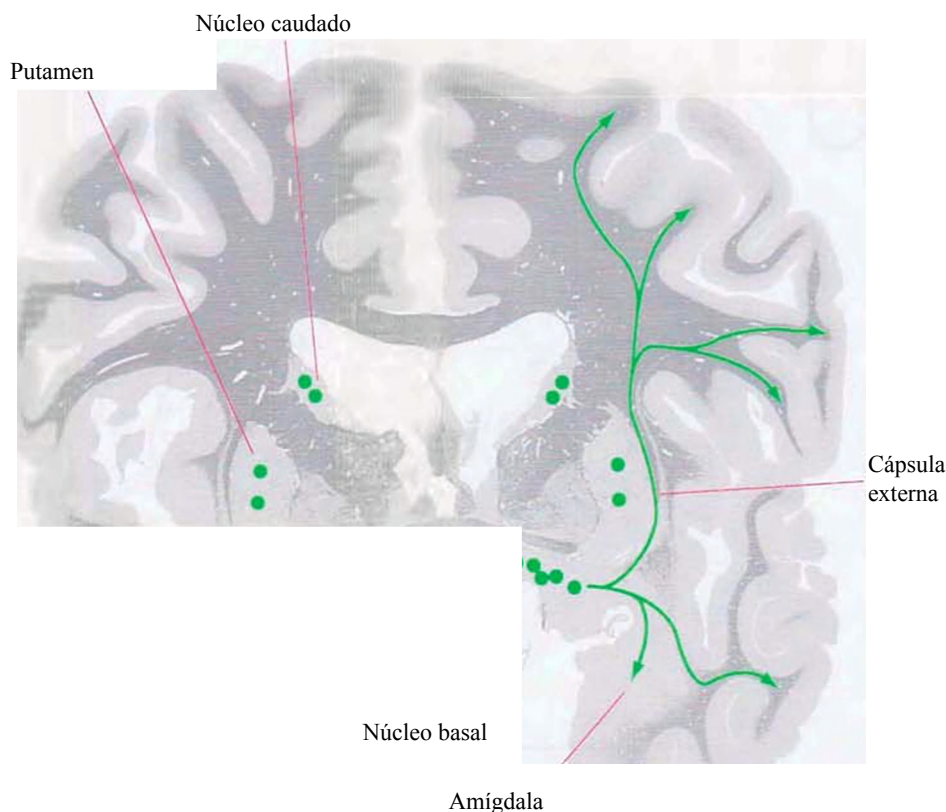 Núcleo caudado
Putamen
Cápsula
externa
Núcleo basal
Amígdala